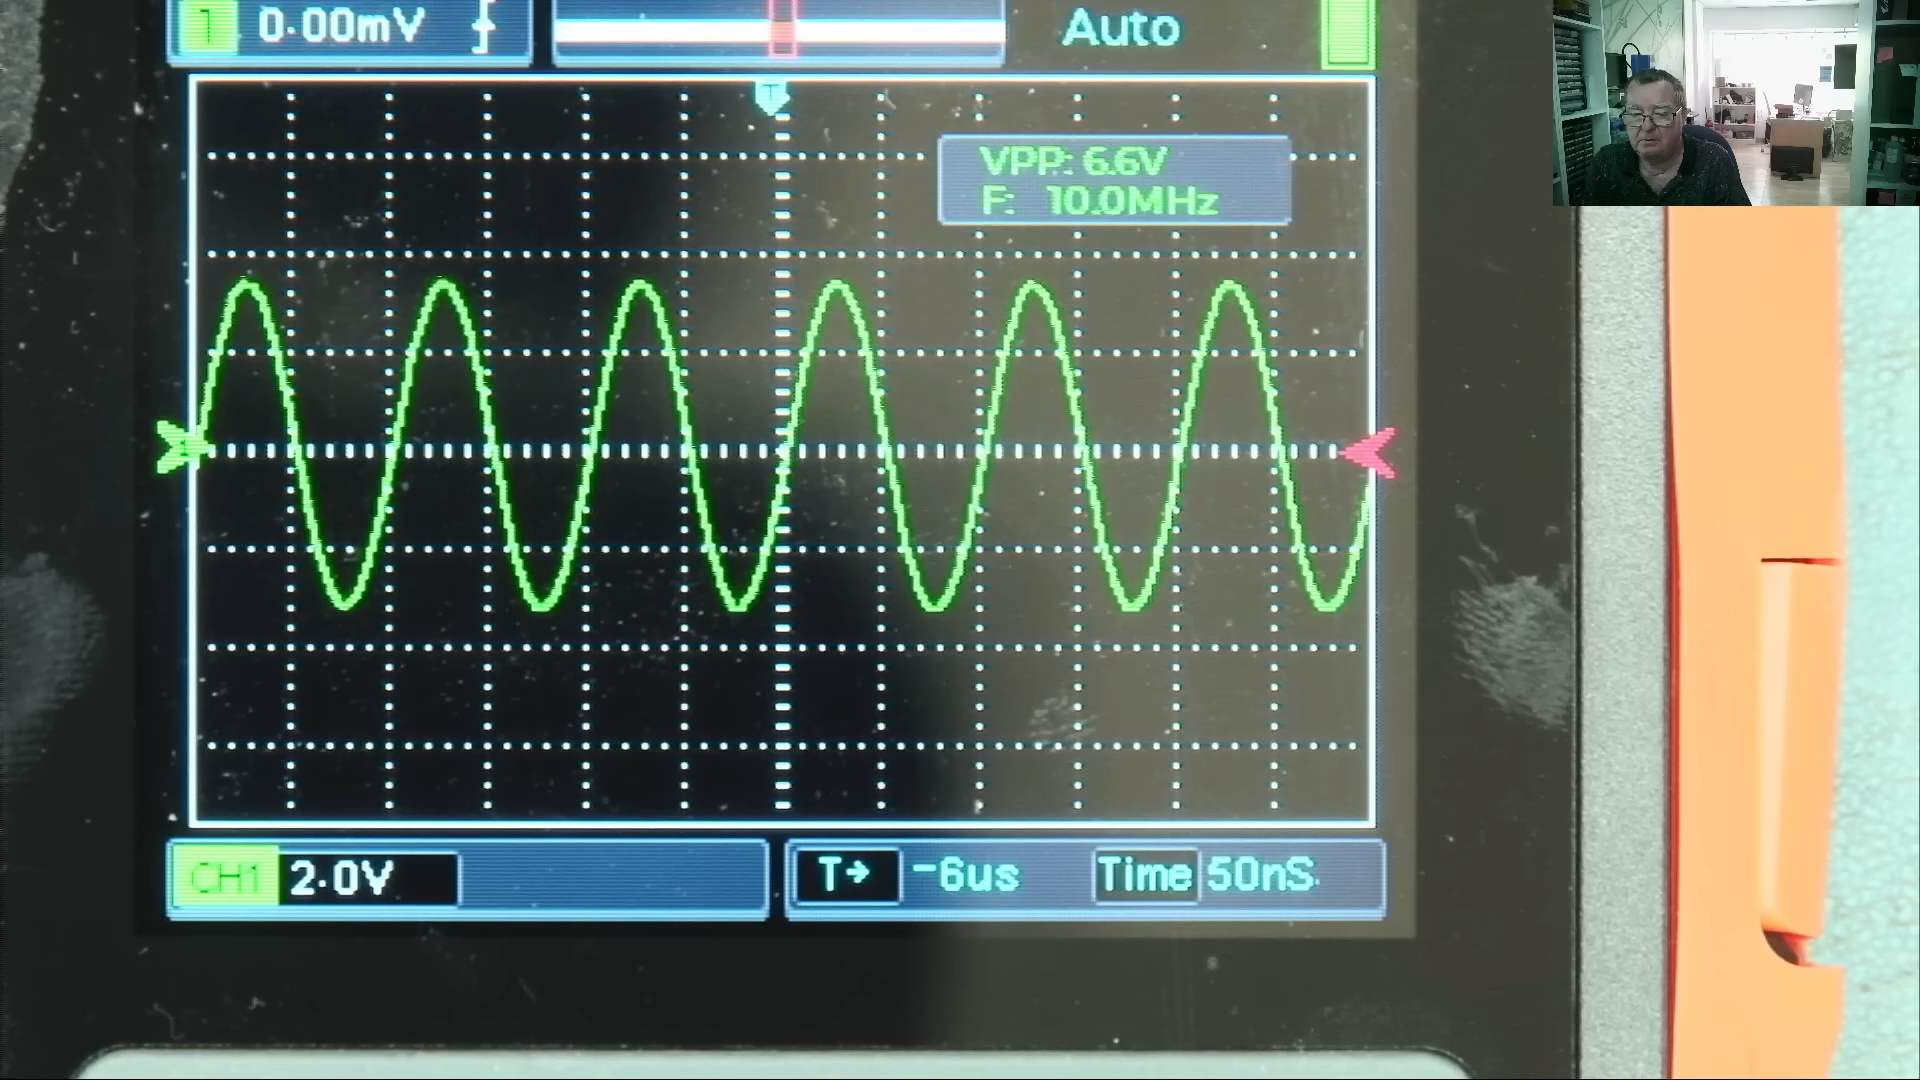 1 0.00mV Auto
T
VPP: 6.6V
F: 10.0MHz
CH1 2.0V T→ -6us Time 50nS